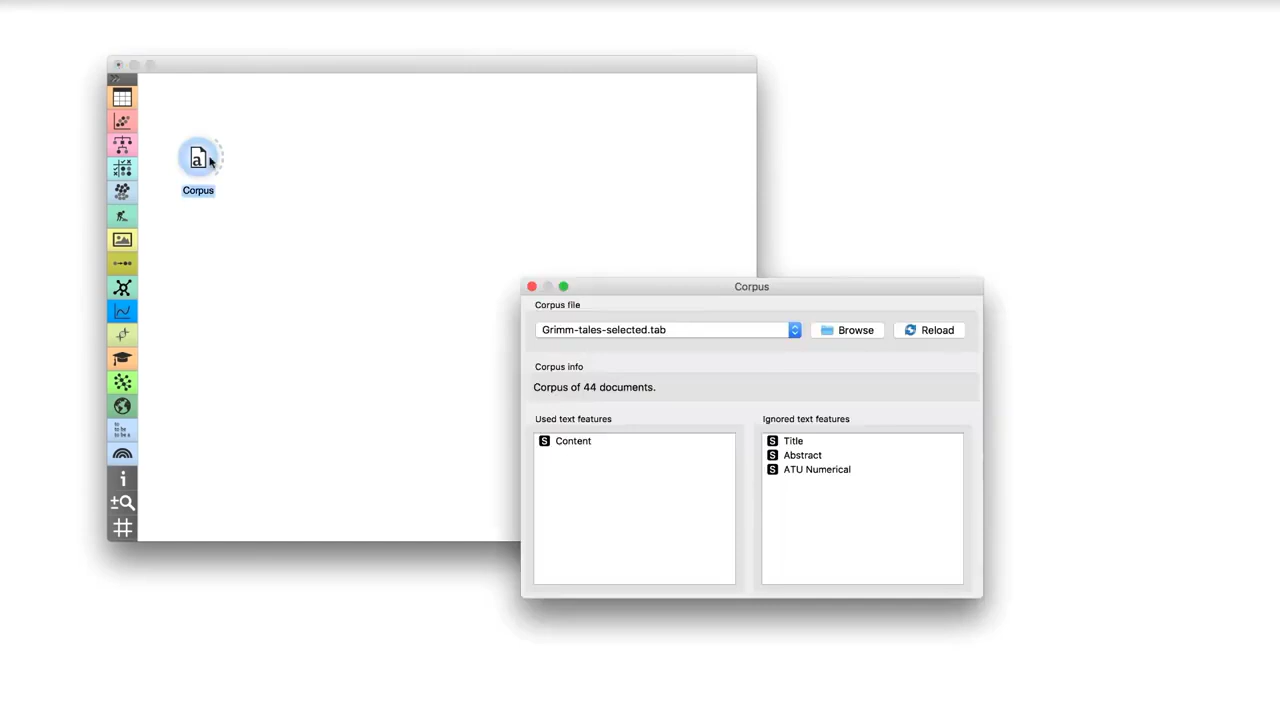 Corpus
Corpus
Corpus file
Grimm-tales-selected.tab
Browse
Reload
Corpus info
Corpus of 44 documents.
Used text features
Ignored text features
S Content
S Title
S Abstract
S ATU Numerical